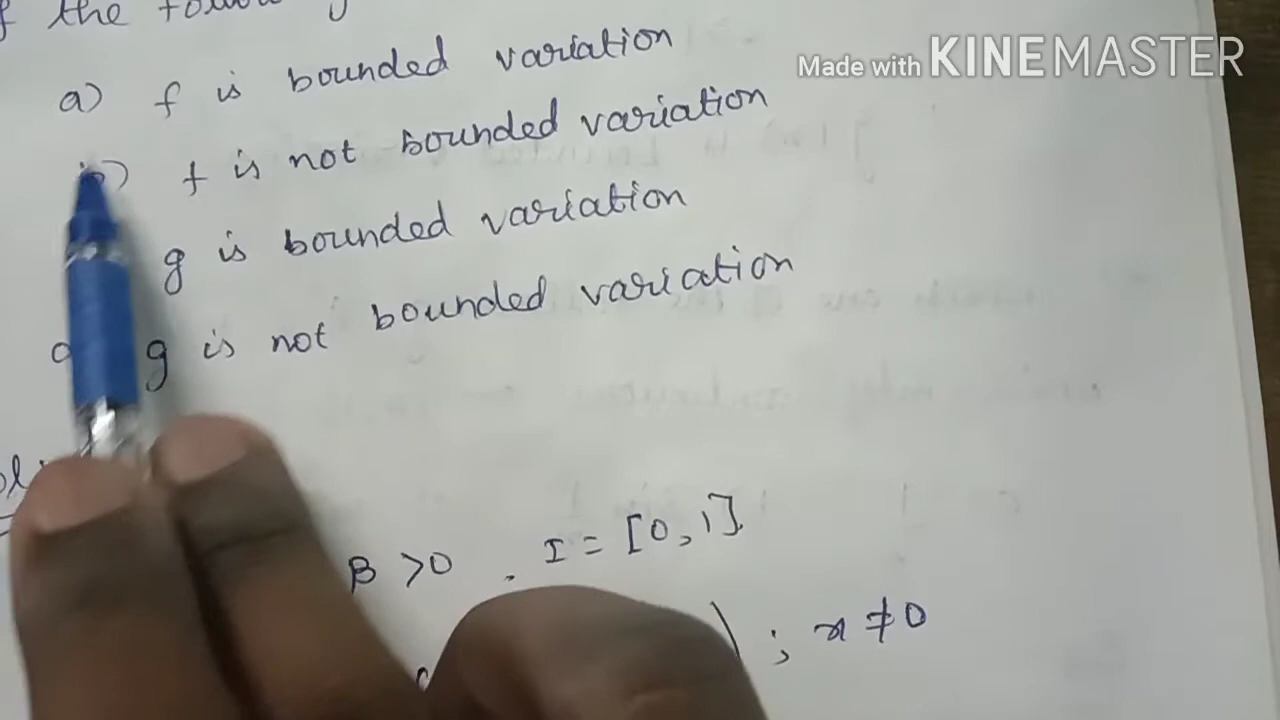 the
a) f is bounded variation
Made with KINEMASTER
b) f is not bounded variation
g is bounded variation
g is not bounded variation
β >0 , I = [0,1]
) ; x ≠ 0